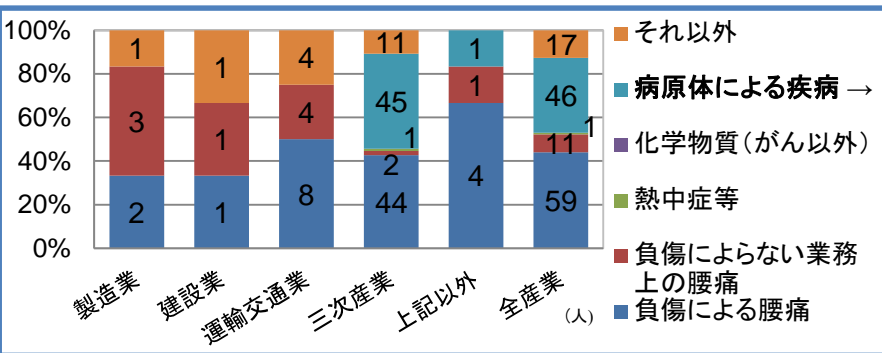 100%
80%
60%
40%
20%
0%
1
3
2
1
1
1
4
4
8
11
45
1
2
44
1
1
4
17
46
1
11
59
製造業
建設業
運輸交通業
三次産業
上記以外
全産業
(人)
それ以外
病原体による疾病 →
化学物質（がん以外）
熱中症等
負傷によらない業務
上の腰痛
負傷による腰痛